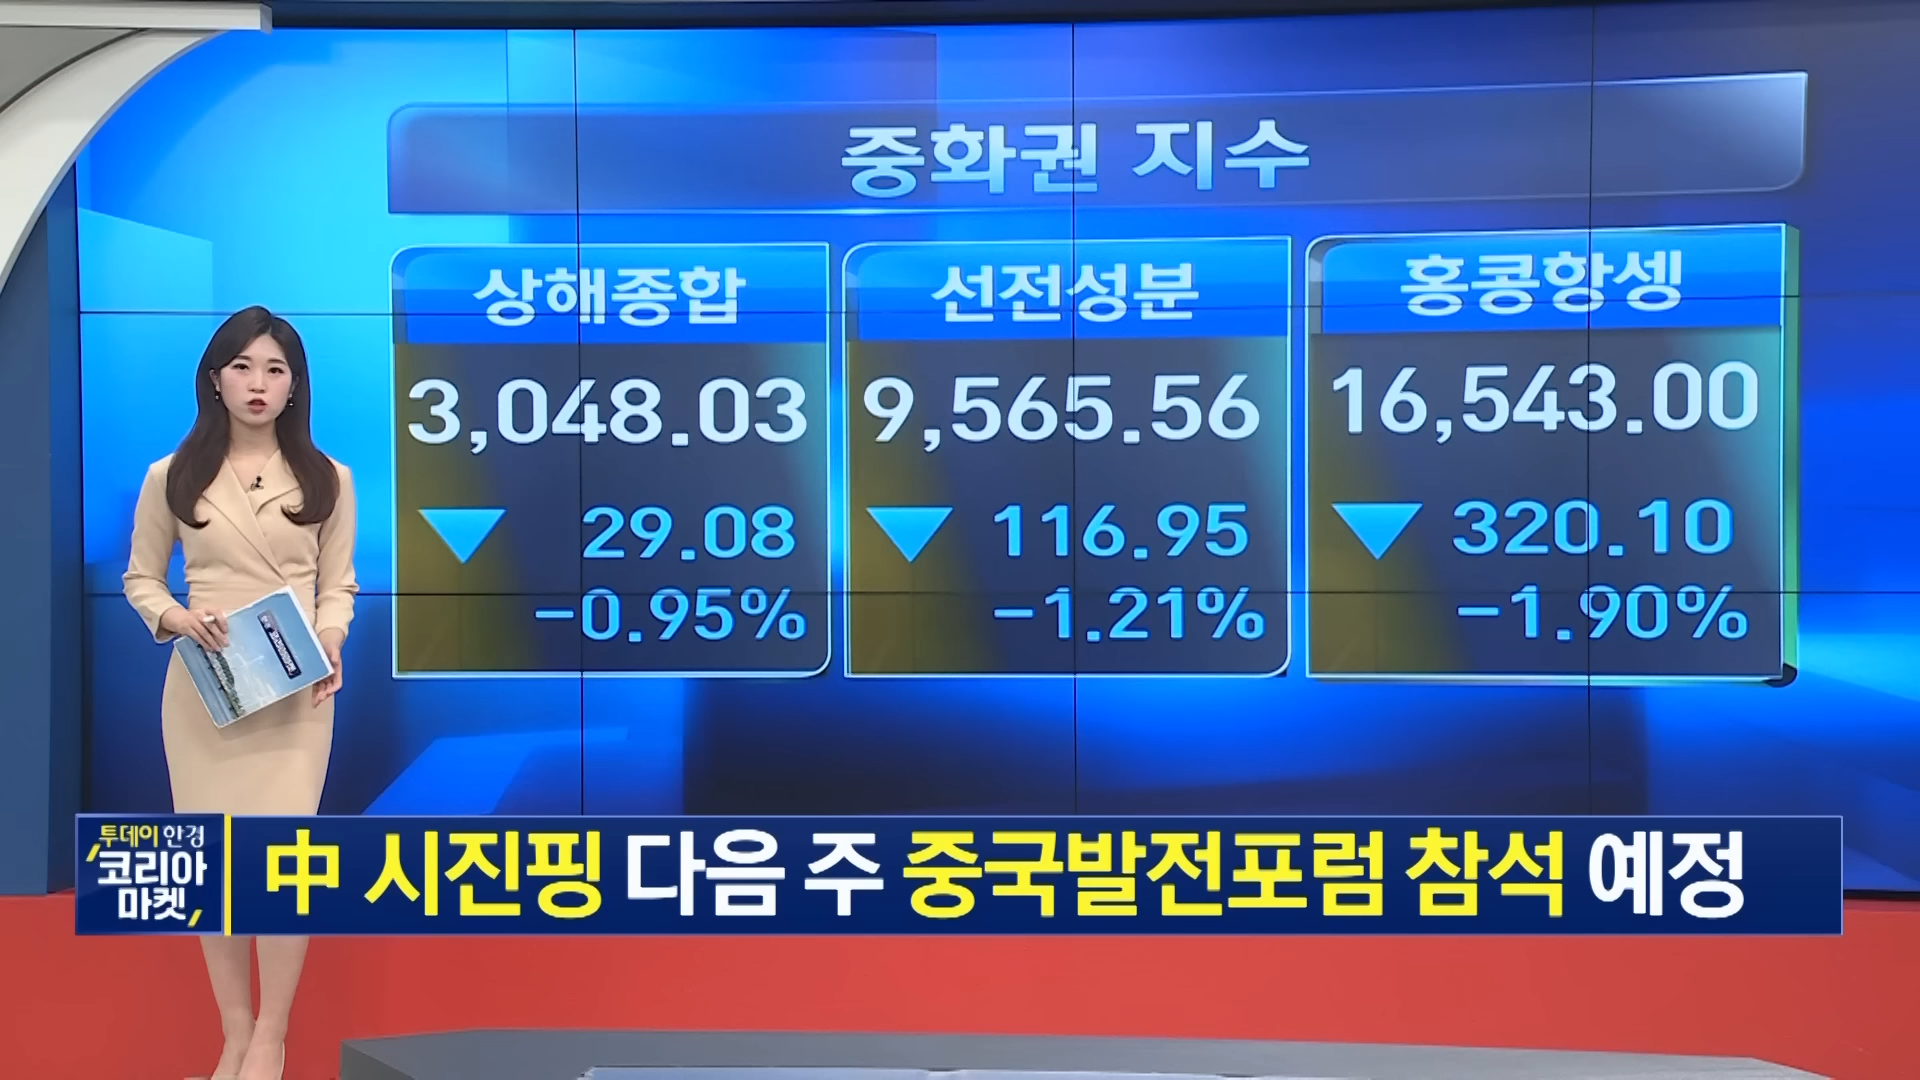 중화권 지수
상해종합
3,048.03
▼ 29.08
-0.95%
선전성분
9,565.56
▼ 116.95
-1.21%
홍콩항셍
16,543.00
▼ 320.10
-1.90%
투데이 한경
코리아
마켓
中 시진핑 다음 주 중국발전포럼 참석 예정